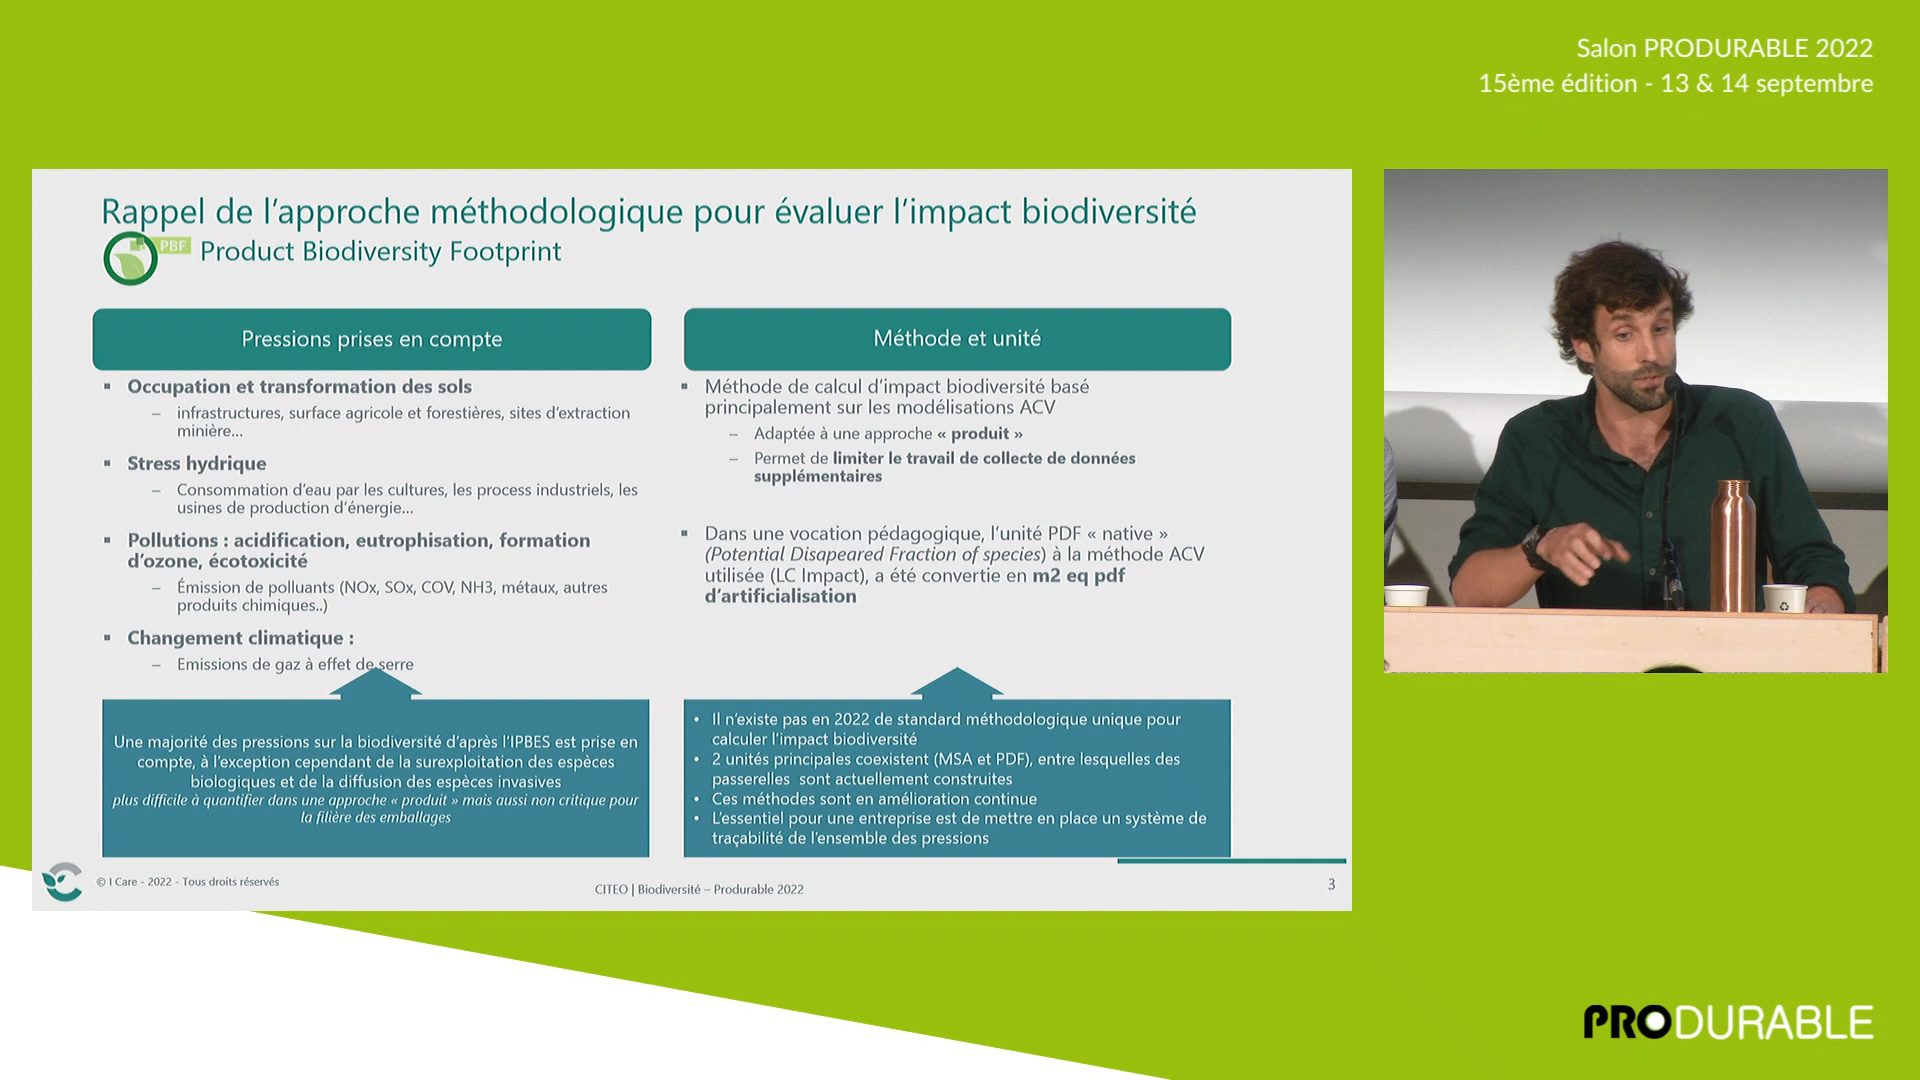 Salon PRODURABLE 2022
15ème édition - 13 & 14 septembre
Rappel de l'approche méthodologique pour évaluer l'impact biodiversité
PBF
Product Biodiversity Footprint
Pressions prises en compte
▪ Occupation et transformation des sols
– infrastructures, surface agricole et forestières, sites d'extraction
minière...
▪ Stress hydrique
– Consommation d'eau par les cultures, les process industriels, les
usines de production d'énergie...
▪ Pollutions : acidification, eutrophisation, formation
d'ozone, écotoxicité
– Émission de polluants (NOx, SOx, COV, NH3, métaux, autres
produits chimiques..)
▪ Changement climatique :
– Emissions de gaz à effet de serre
Une majorité des pressions sur la biodiversité d'après l'IPBES est prise en
compte, à l'exception cependant de la surexploitation des espèces
biologiques et de la diffusion des espèces invasives
plus difficile à quantifier dans une approche « produit » mais aussi non critique pour
la filière des emballages
Méthode et unité
▪ Méthode de calcul d'impact biodiversité basé
principalement sur les modélisations ACV
– Adaptée à une approche « produit »
– Permet de limiter le travail de collecte de données
supplémentaires
▪ Dans une vocation pédagogique, l'unité PDF « native »
(Potential Disapeared Fraction of species) à la méthode ACV
utilisée (LC Impact), a été convertie en m2 eq pdf
d'artificialisation
• Il n'existe pas en 2022 de standard méthodologique unique pour
calculer l'impact biodiversité
• 2 unités principales coexistent (MSA et PDF), entre lesquelles des
passerelles sont actuellement construites
• Ces méthodes sont en amélioration continue
• L'essentiel pour une entreprise est de mettre en place un système de
traçabilité de l'ensemble des pressions
© I Care - 2022 - Tous droits réservés
CITEO | Biodiversité – Produrable 2022
3
PRODURABLE